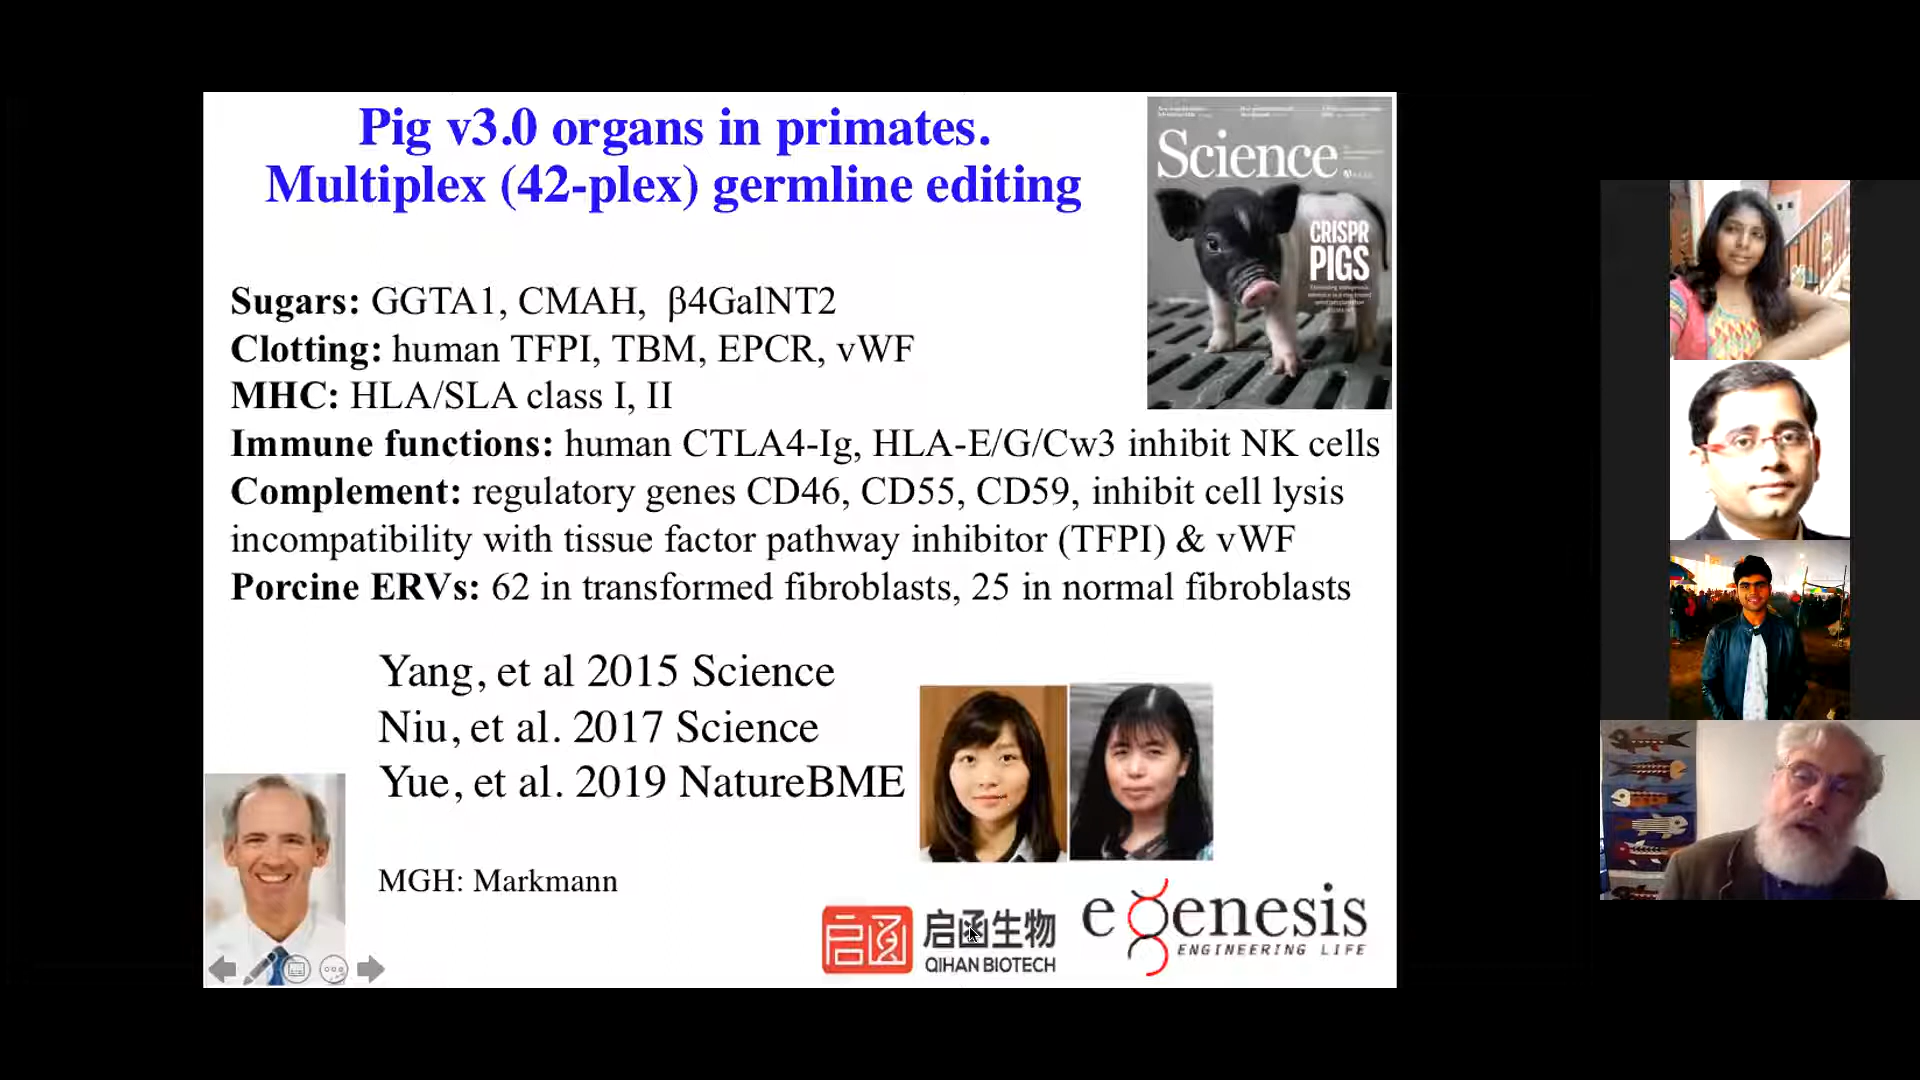 Pig v3.0 organs in primates.
Multiplex (42-plex) germline editing
Science
CRISPR
PIGS
Sugars: GGTA1, CMAH, β4GalNT2
Clotting: human TFPI, TBM, EPCR, vWF
MHC: HLA/SLA class I, II
Immune functions: human CTLA4-Ig, HLA-E/G/Cw3 inhibit NK cells
Complement: regulatory genes CD46, CD55, CD59, inhibit cell lysis
incompatibility with tissue factor pathway inhibitor (TFPI) & vWF
Porcine ERVs: 62 in transformed fibroblasts, 25 in normal fibroblasts
Yang, et al 2015 Science
Niu, et al. 2017 Science
Yue, et al. 2019 NatureBME
MGH: Markmann
启函
启函生物
QIHAN BIOTECH
egenesis
ENGINEERING LIFE